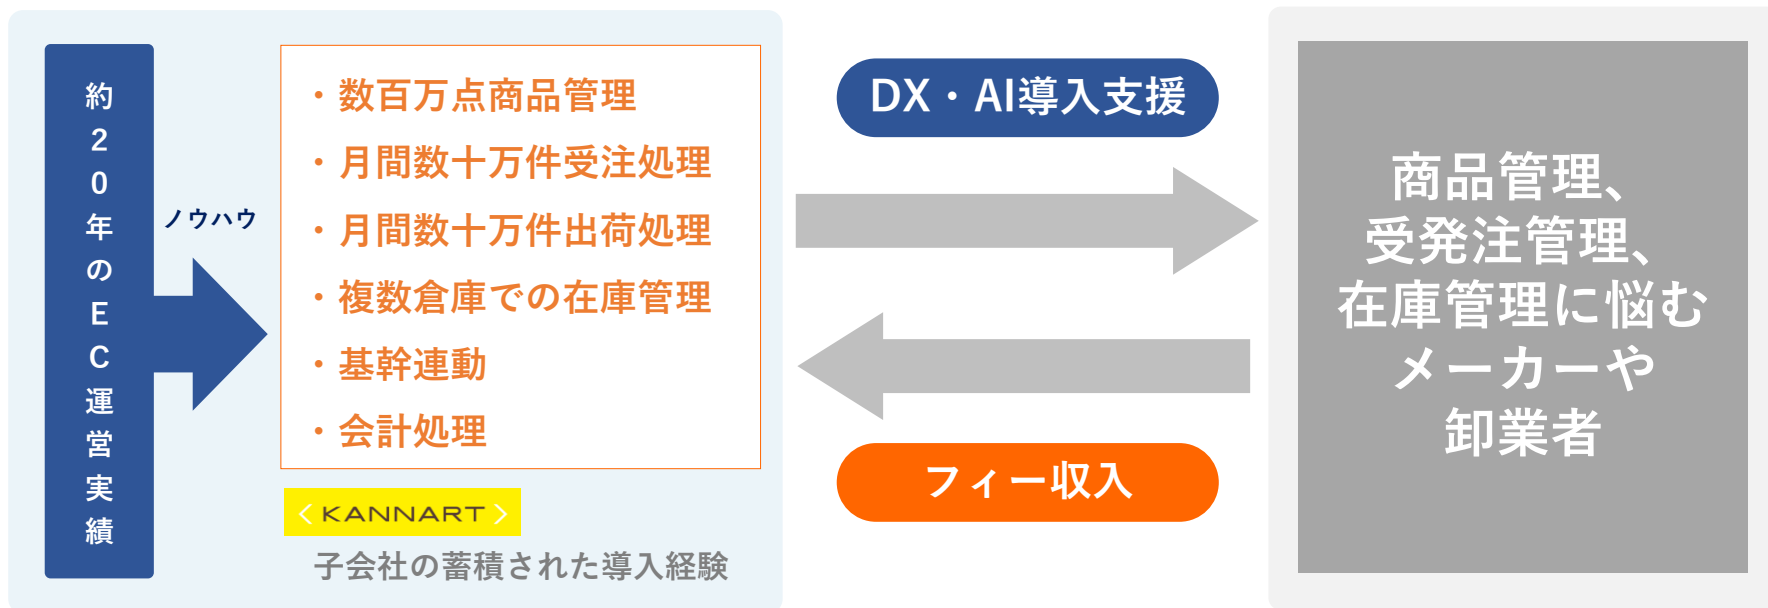 約20年のEC運営実績
ノウハウ
・数百万点商品管理
・月間数十万件受注処理
・月間数十万件出荷処理
・複数倉庫での在庫管理
・基幹連動
・会計処理
<KANNART>
子会社の蓄積された導入経験
DX・AI導入支援
フィー収入
商品管理、
受発注管理、
在庫管理に悩む
メーカーや
卸業者